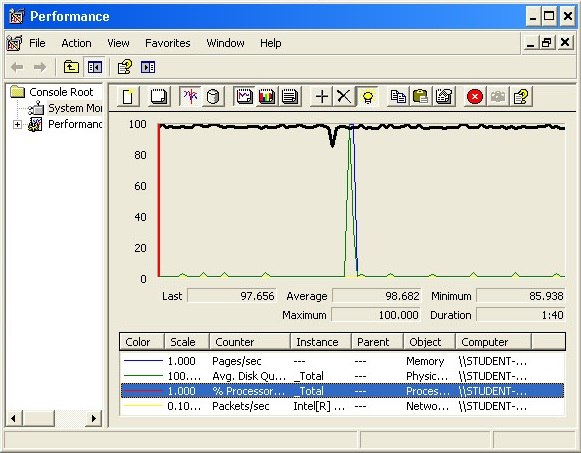 Performance
File Action View Favorites Window Help
Console Root
System Mor
Performanc
100
80
60
40
20
0
Last 97.656 Average 98.682 Minimum 85.938
Maximum 100.000 Duration 1:40
Color Scale Counter Instance Parent Object Computer
1.000 Pages/sec --- --- Memory \\STUDENT-...
100.... Avg. Disk Qu... _Total --- Physic... \\STUDENT-...
1.000 % Processor... _Total --- Proces... \\STUDENT-...
0.10... Packets/sec Intel[R] ... --- Netwo... \\STUDENT-...